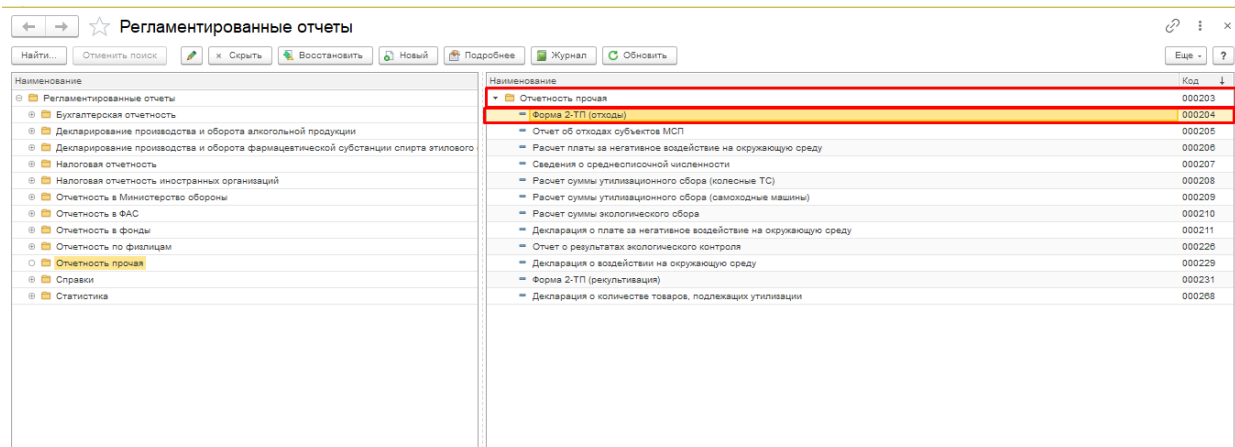 Регламентированные отчеты
Найти... Отменить поиск Скрыть Восстановить Новый Подробнее Журнал Обновить Еще ?
Наименование
Регламентированные отчеты
Бухгалтерская отчетность
Декларирование производства и оборота алкогольной продукции
Декларирование производства и оборота фармацевтической субстанции спирта этилового
Налоговая отчетность
Налоговая отчетность иностранных организаций
Отчетность в Министерство обороны
Отчетность в ФАС
Отчетность в фонды
Отчетность по физлицам
Отчетность прочая
Справки
Статистика
Наименование Код
Отчетность прочая 000203
Форма 2-ТП (отходы) 000204
Отчет об отходах субъектов МСП 000205
Расчет платы за негативное воздействие на окружающую среду 000206
Сведения о среднесписочной численности 000207
Расчет суммы утилизационного сбора (колесные ТС) 000208
Расчет суммы утилизационного сбора (самоходные машины) 000209
Расчет суммы экологического сбора 000210
Декларация о плате за негативное воздействие на окружающую среду 000211
Отчет о результатах экологического контроля 000226
Декларация о воздействии на окружающую среду 000229
Форма 2-ТП (рекультивация) 000231
Декларация о количестве товаров, подлежащих утилизации 000268